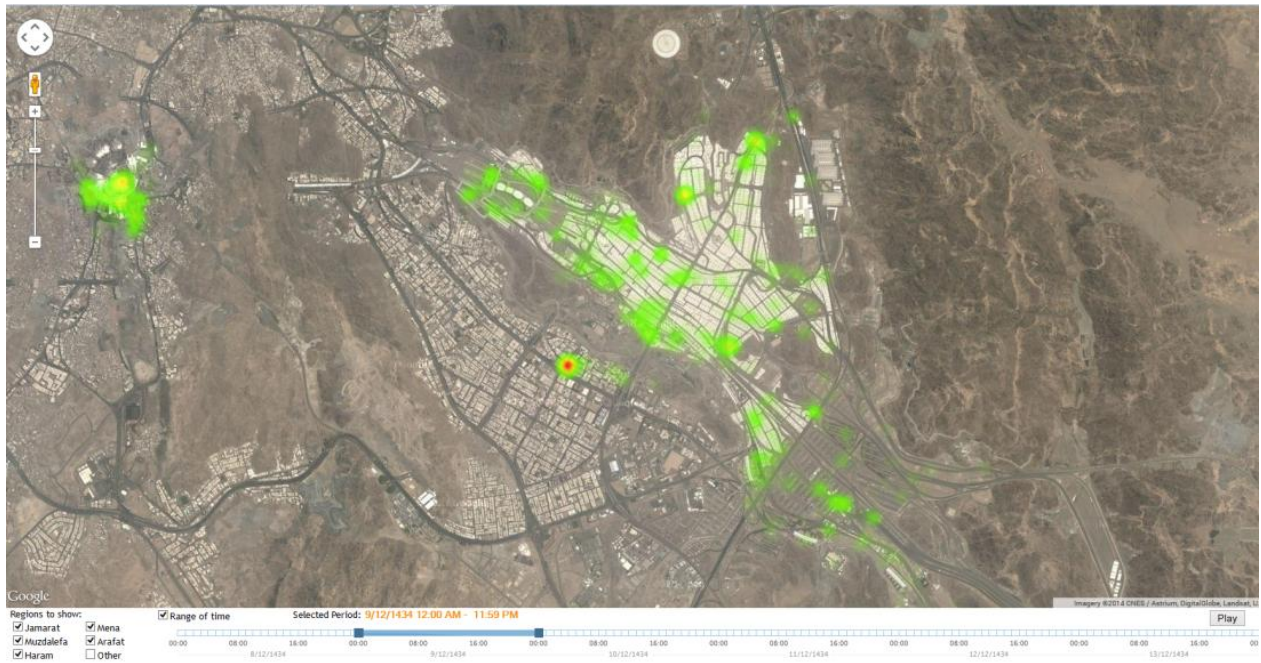 Google
Imagery ©2014 CNES / Astrium, DigitalGlobe, Landsat, U
Regions to show:
Jamarat Mena
Muzdalefa Arafat
Haram Other
Range of time
Selected Period: 9/12/1434 12:00 AM - 11:59 PM
Play
00:00 08:00 16:00 00:00 08:00 16:00 00:00 08:00 16:00 00:00 08:00 16:00 00:00 08:00 16:00 00:00 08:00 16:00 00
8/12/1434 9/12/1434 10/12/1434 11/12/1434 12/12/1434 13/12/1434